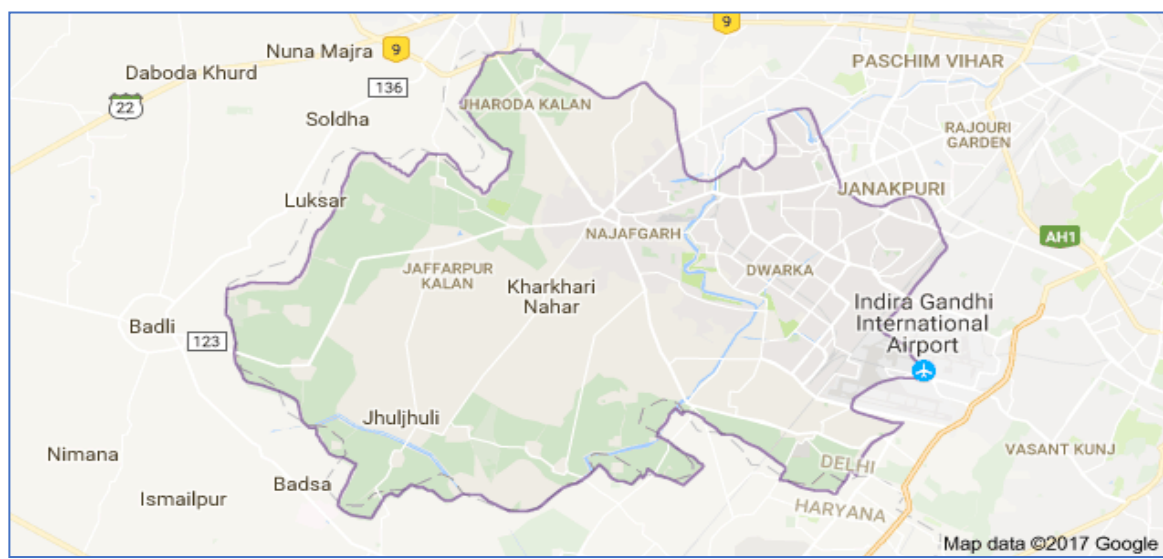 9
Nuna Majra
9
PASCHIM VIHAR
Daboda Khurd
136
22
JHARODA KALAN
Soldha
RAJOURI
GARDEN
JANAKPURI
Luksar
NAJAFGARH
AH1
JAFFARPUR
KALAN
Kharkhari
Nahar
DWARKA
Indira Gandhi
International
Airport
Badli
123
Jhuljhuli
Nimana
VASANT KUNJ
DELHI
Badsa
Ismailpur
HARYANA
Map data ©2017 Google